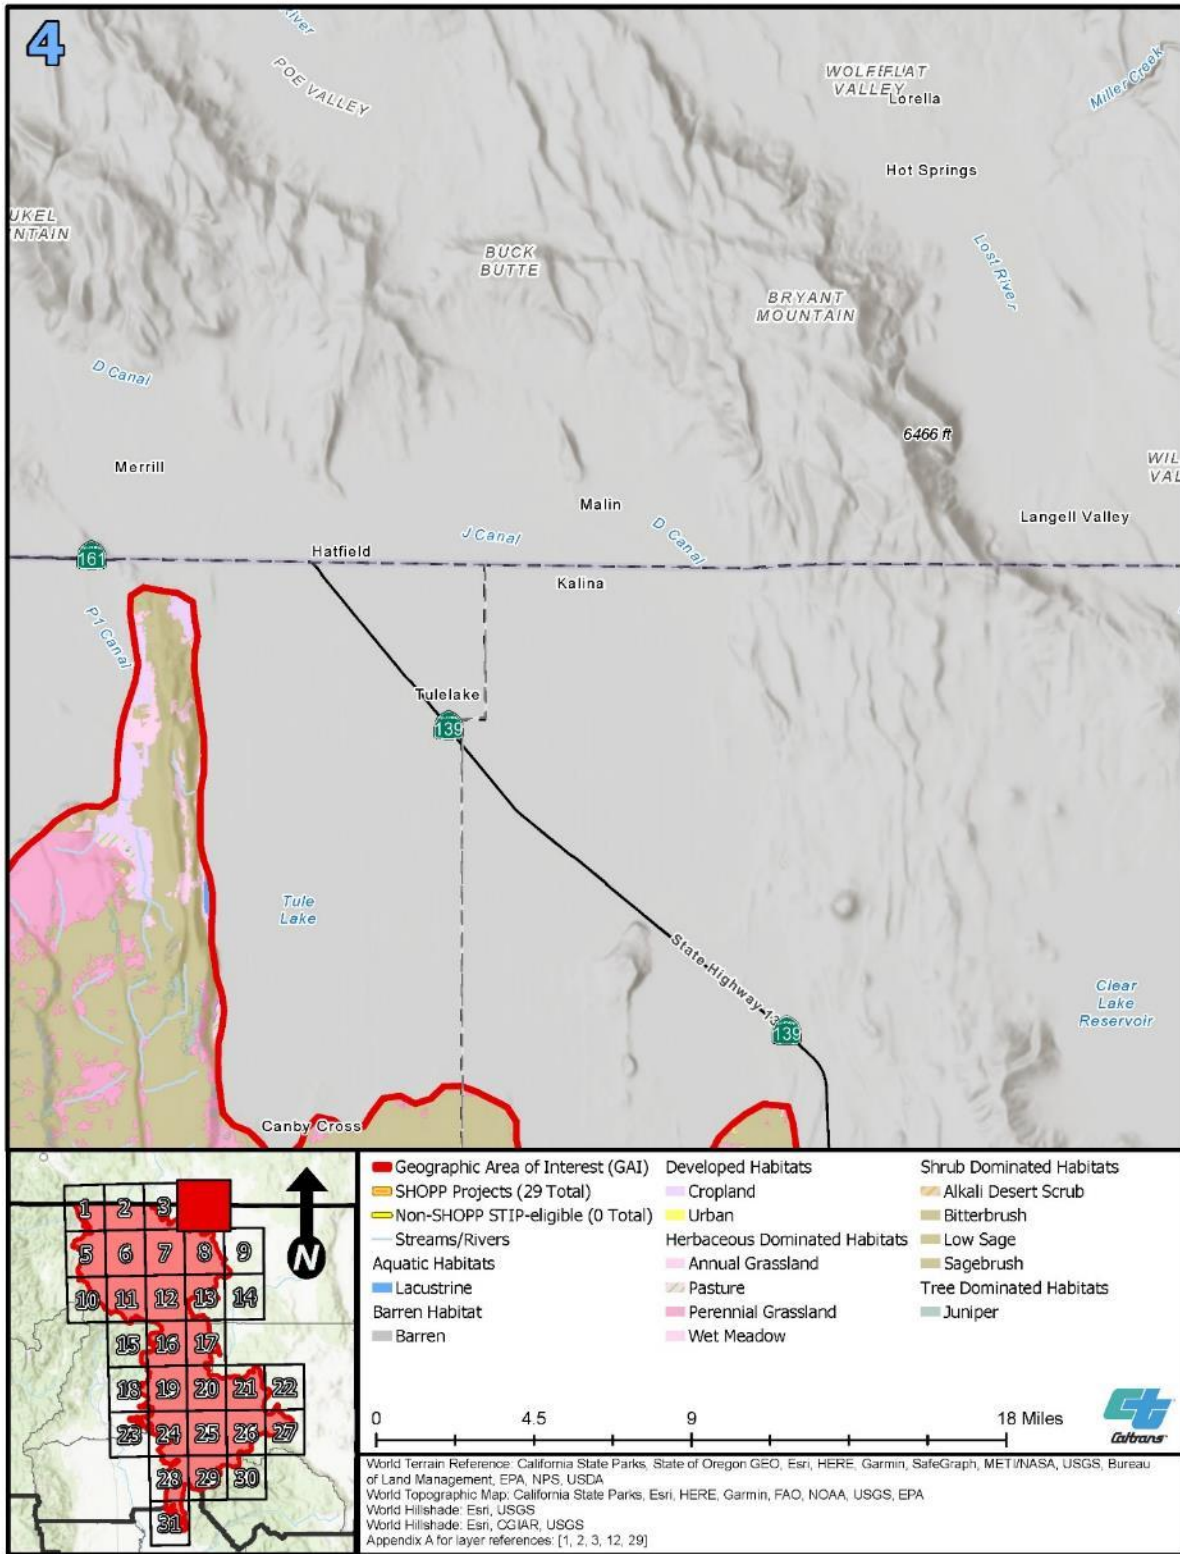 4
River
POE VALLEY
WOLF FLAT
VALLEY
Lorella
Miller Creek
Hot Springs
UKEL
NTAIN
BUCK
BUTTE
Lost River
BRYANT
MOUNTAIN
D Canal
6466 ft
Merrill
WIL
VAL
Malin
Langell Valley
J Canal
D Canal
161
Hatfield
Kalina
P1 Canal
Tulelake
139
Tule
Lake
State Highway 13
139
Clear
Lake
Reservoir
Canby Cross
1 2 3
5 6 7 8 9
10 11 12 13 14
15 16 17
18 19 20 21 22
23 24 25 26 27
28 29 30
31
N
Geographic Area of Interest (GAI)
SHOPP Projects (29 Total)
Non-SHOPP STIP-eligible (0 Total)
Streams/Rivers
Aquatic Habitats
Lacustrine
Barren Habitat
Barren
Developed Habitats
Cropland
Urban
Herbaceous Dominated Habitats
Annual Grassland
Pasture
Perennial Grassland
Wet Meadow
Shrub Dominated Habitats
Alkali Desert Scrub
Bitterbrush
Low Sage
Sagebrush
Tree Dominated Habitats
Juniper
0 4.5 9 18 Miles
Caltrans
World Terrain Reference: California State Parks, State of Oregon GEO, Esri, HERE, Garmin, SafeGraph, METI/NASA, USGS, Bureau
of Land Management, EPA, NPS, USDA
World Topographic Map: California State Parks, Esri, HERE, Garmin, FAO, NOAA, USGS, EPA
World Hillshade: Esri, USGS
World Hillshade: Esri, CGIAR, USGS
Appendix A for layer references: [1, 2, 3, 12, 29]